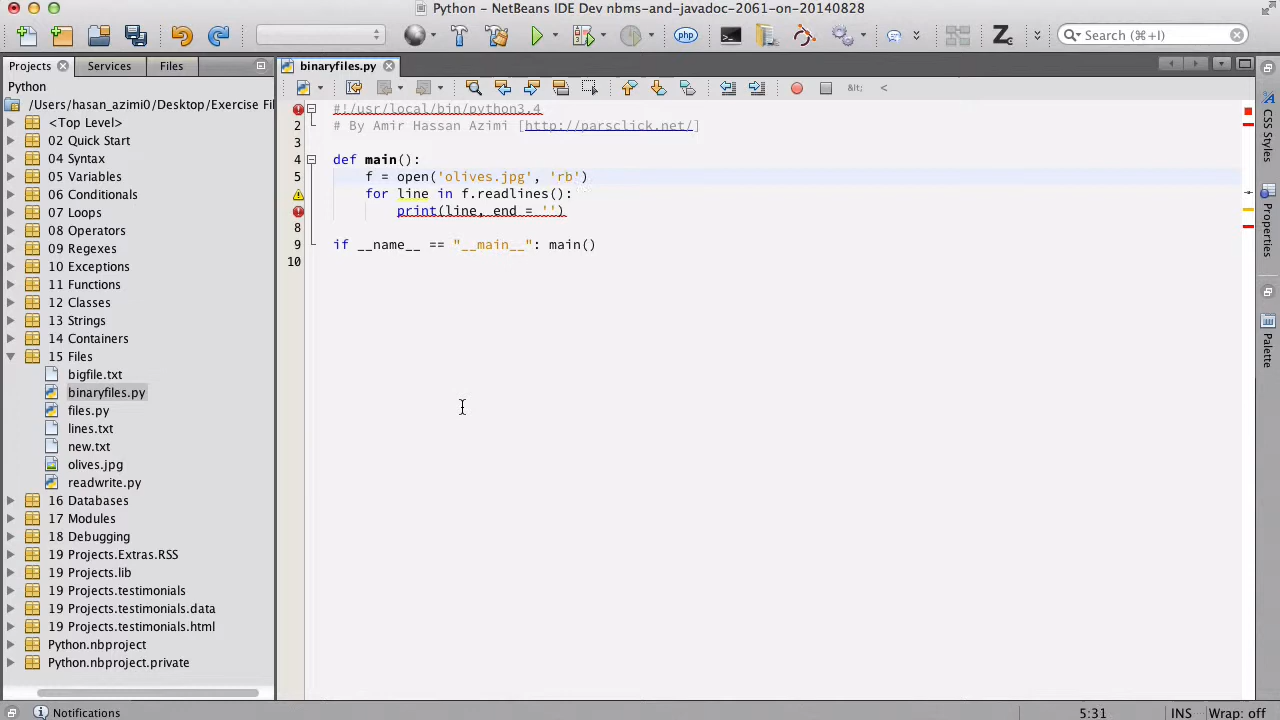 Python - NetBeans IDE Dev nbms-and-javadoc-2061-on-20140828
php
Search (⌘+I)
Projects
Services
Files
binaryfiles.py
Python
/Users/hasan_azimi0/Desktop/Exercise Fil
<Top Level>
02 Quick Start
04 Syntax
05 Variables
06 Conditionals
07 Loops
08 Operators
09 Regexes
10 Exceptions
11 Functions
12 Classes
13 Strings
14 Containers
15 Files
bigfile.txt
binaryfiles.py
files.py
lines.txt
new.txt
olives.jpg
readwrite.py
16 Databases
17 Modules
18 Debugging
19 Projects.Extras.RSS
19 Projects.lib
19 Projects.testimonials
19 Projects.testimonials.data
19 Projects.testimonials.html
Python.nbproject
Python.nbproject.private
&lt: <
#!/usr/local/bin/python3.4
2 # By Amir Hassan Azimi [http://parsclick.net/]
3
4 def main():
5 f = open('olives.jpg', 'rb')
for line in f.readlines():
print(line, end = '')
8
9 if __name__ == "__main__": main()
10
CSS Styles
Properties
Palette
Notifications
5:31
INS
Wrap: off